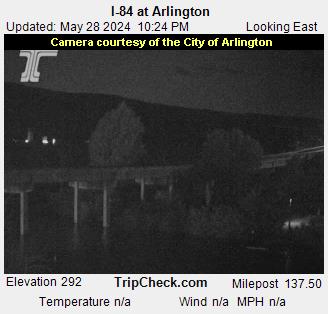 I-84 at Arlington
Updated: May 28 2024 10:24 PM Looking East
Camera courtesy of the City of Arlington
Elevation 292 TripCheck.com Milepost 137.50
Temperature n/a Wind n/a MPH n/a